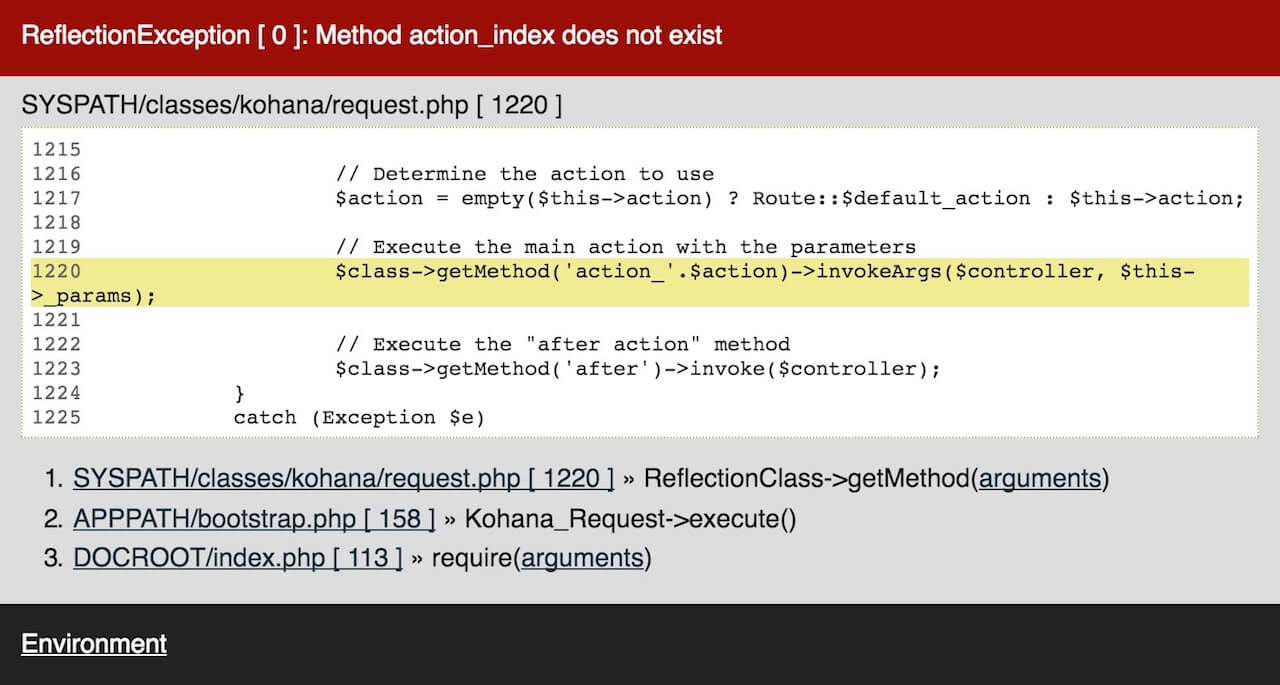 ReflectionException [ 0 ]: Method action_index does not exist
SYSPATH/classes/kohana/request.php [ 1220 ]
1215
1216 // Determine the action to use
1217 $action = empty($this->action) ? Route::$default_action : $this->action;
1218
1219 // Execute the main action with the parameters
1220 $class->getMethod('action_'.$action)->invokeArgs($controller, $this-
>_params);
1221
1222 // Execute the "after action" method
1223 $class->getMethod('after')->invoke($controller);
1224 }
1225 catch (Exception $e)
1. SYSPATH/classes/kohana/request.php [ 1220 ] » ReflectionClass->getMethod(arguments)
2. APPPATH/bootstrap.php [ 158 ] » Kohana_Request->execute()
3. DOCROOT/index.php [ 113 ] » require(arguments)
Environment